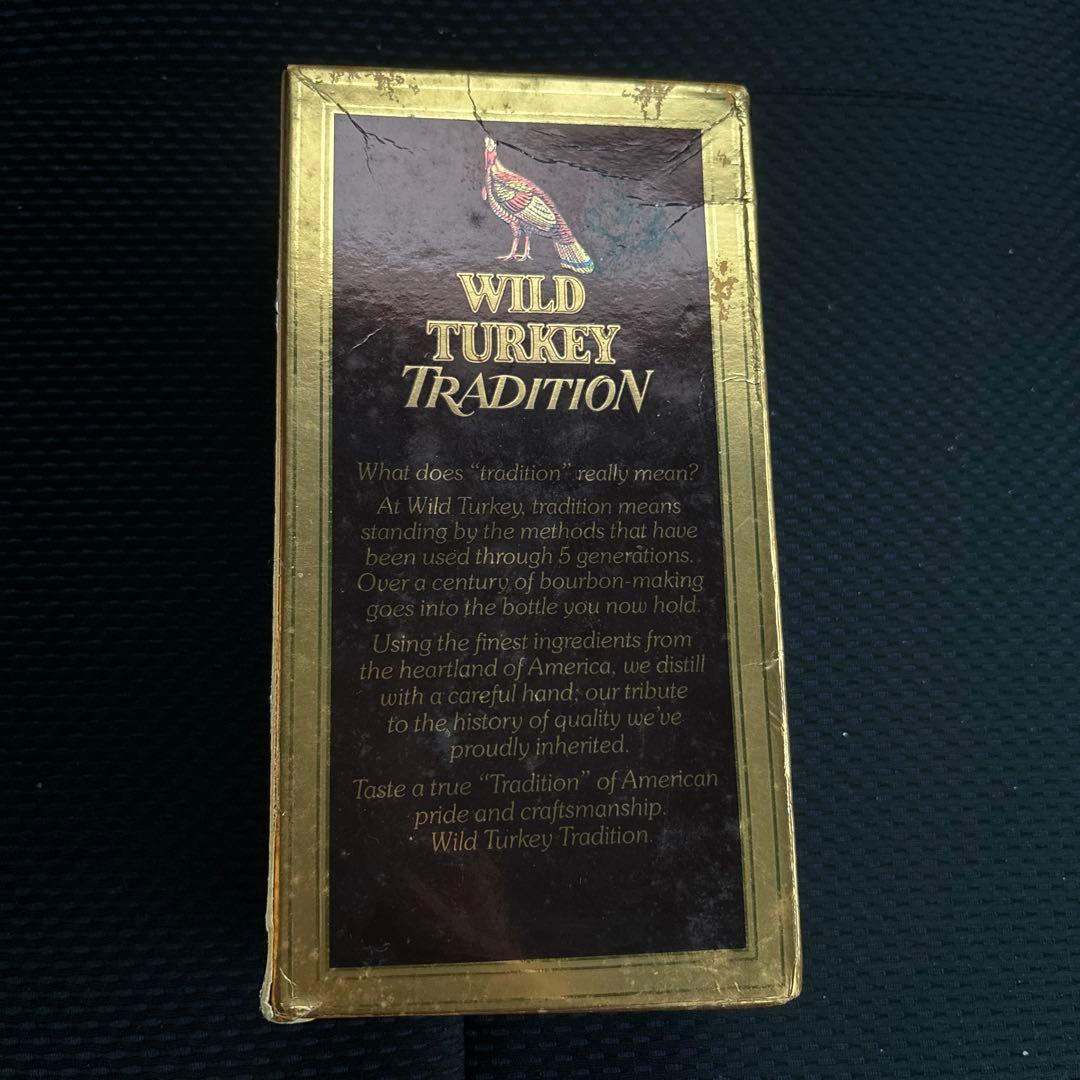 WILD
TURKEY
TRADITION
What does “tradition” really mean?
At Wild Turkey, tradition means
standing by the methods that have
been used through 5 generations.
Over a century of bourbon-making
goes into the bottle you now hold.
Using the finest ingredients from
the heartland of America, we distill
with a careful hand; our tribute
to the history of quality we’ve
proudly inherited.
Taste a true “Tradition” of American
pride and craftsmanship.
Wild Turkey Tradition.